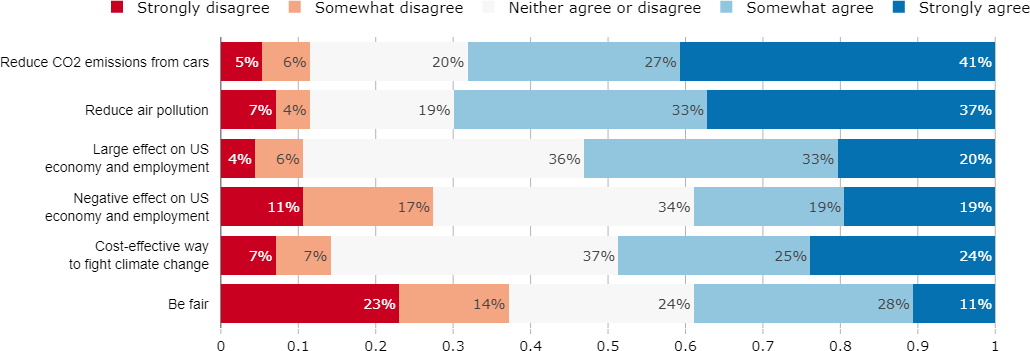 Strongly disagree Somewhat disagree Neither agree or disagree Somewhat agree Strongly agree
Reduce CO2 emissions from cars 5% 6% 20% 27% 41%
Reduce air pollution 7% 4% 19% 33% 37%
Large effect on US
economy and employment 4% 6% 36% 33% 20%
Negative effect on US
economy and employment 11% 17% 34% 19% 19%
Cost-effective way
to fight climate change 7% 7% 37% 25% 24%
Be fair 23% 14% 24% 28% 11%
0 0.1 0.2 0.3 0.4 0.5 0.6 0.7 0.8 0.9 1